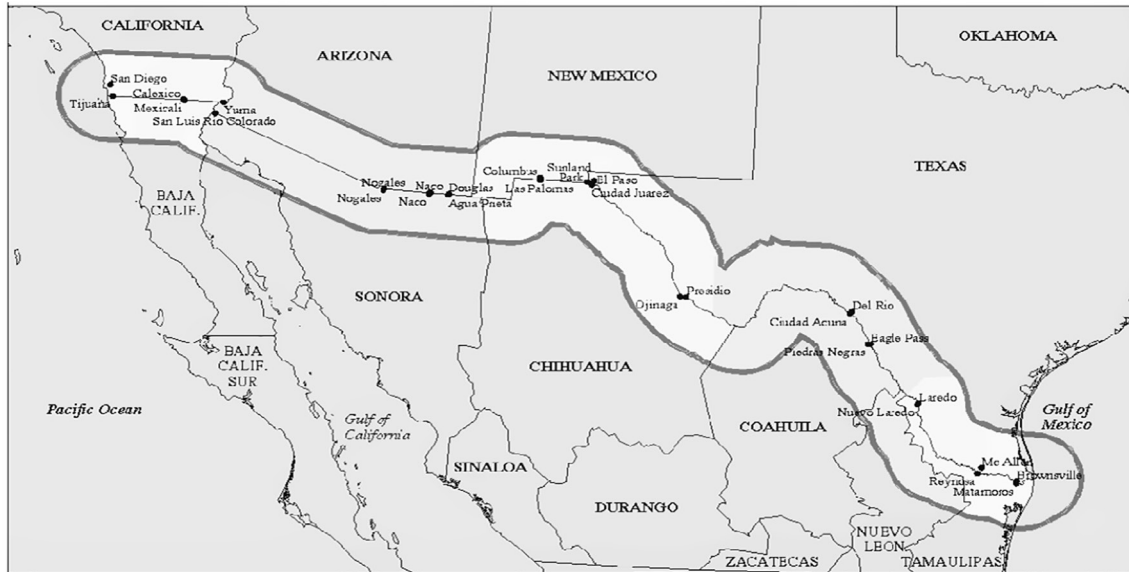 CALIFORNIA
ARIZONA
NEW MEXICO
OKLAHOMA
TEXAS
San Diego
Tijuana
Calexico
Mexicali
Yuma
San Luis Rio Colorado
BAJA
CALIF.
Nogales
Nogales
Naco
Naco
Douglas
Agua Prieta
Columbus
Las Palomas
Sunland
Park
El Paso
Ciudad Juarez
SONORA
Presidio
Ojinaga
Del Rio
Ciudad Acuna
Eagle Pass
Piedras Negras
BAJA
CALIF.
SUR
CHIHUAHUA
Pacific Ocean
Gulf of
California
Laredo
Nuevo Laredo
Gulf of
Mexico
COAHUILA
SINALOA
Mc Allen
Reynosa
Brownsville
Matamoros
DURANGO
NUEVO
LEON
ZACATECAS
TAMAULIPAS